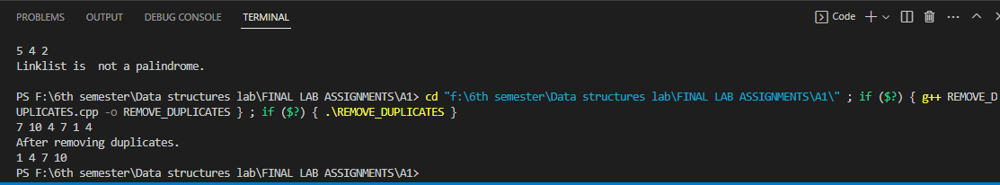 PROBLEMS OUTPUT DEBUG CONSOLE TERMINAL Code
5 4 2
Linklist is  not a palindrome.
PS F:\6th semester\Data structures lab\FINAL LAB ASSIGNMENTS\A1> cd "f:\6th semester\Data structures lab\FINAL LAB ASSIGNMENTS\A1\" ; if ($?) { g++ REMOVE_D
UPLICATES.cpp -o REMOVE_DUPLICATES } ; if ($?) { .\REMOVE_DUPLICATES }
7 10 4 7 1 4
After removing duplicates.
1 4 7 10
PS F:\6th semester\Data structures lab\FINAL LAB ASSIGNMENTS\A1>